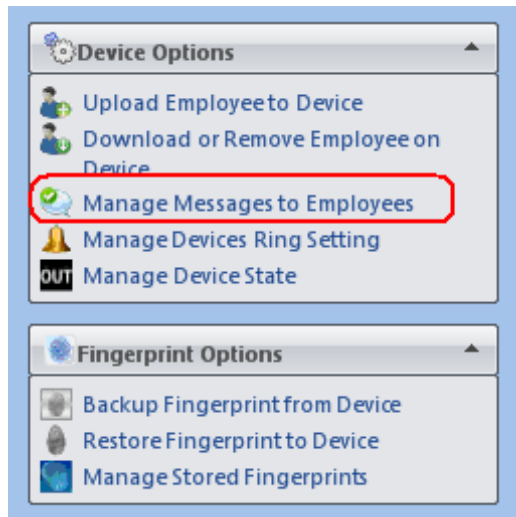 Device Options
Upload Employee to Device
Download or Remove Employee on
Device
Manage Messages to Employees
Manage Devices Ring Setting
OUT Manage Device State
Fingerprint Options
Backup Fingerprint from Device
Restore Fingerprint to Device
Manage Stored Fingerprints